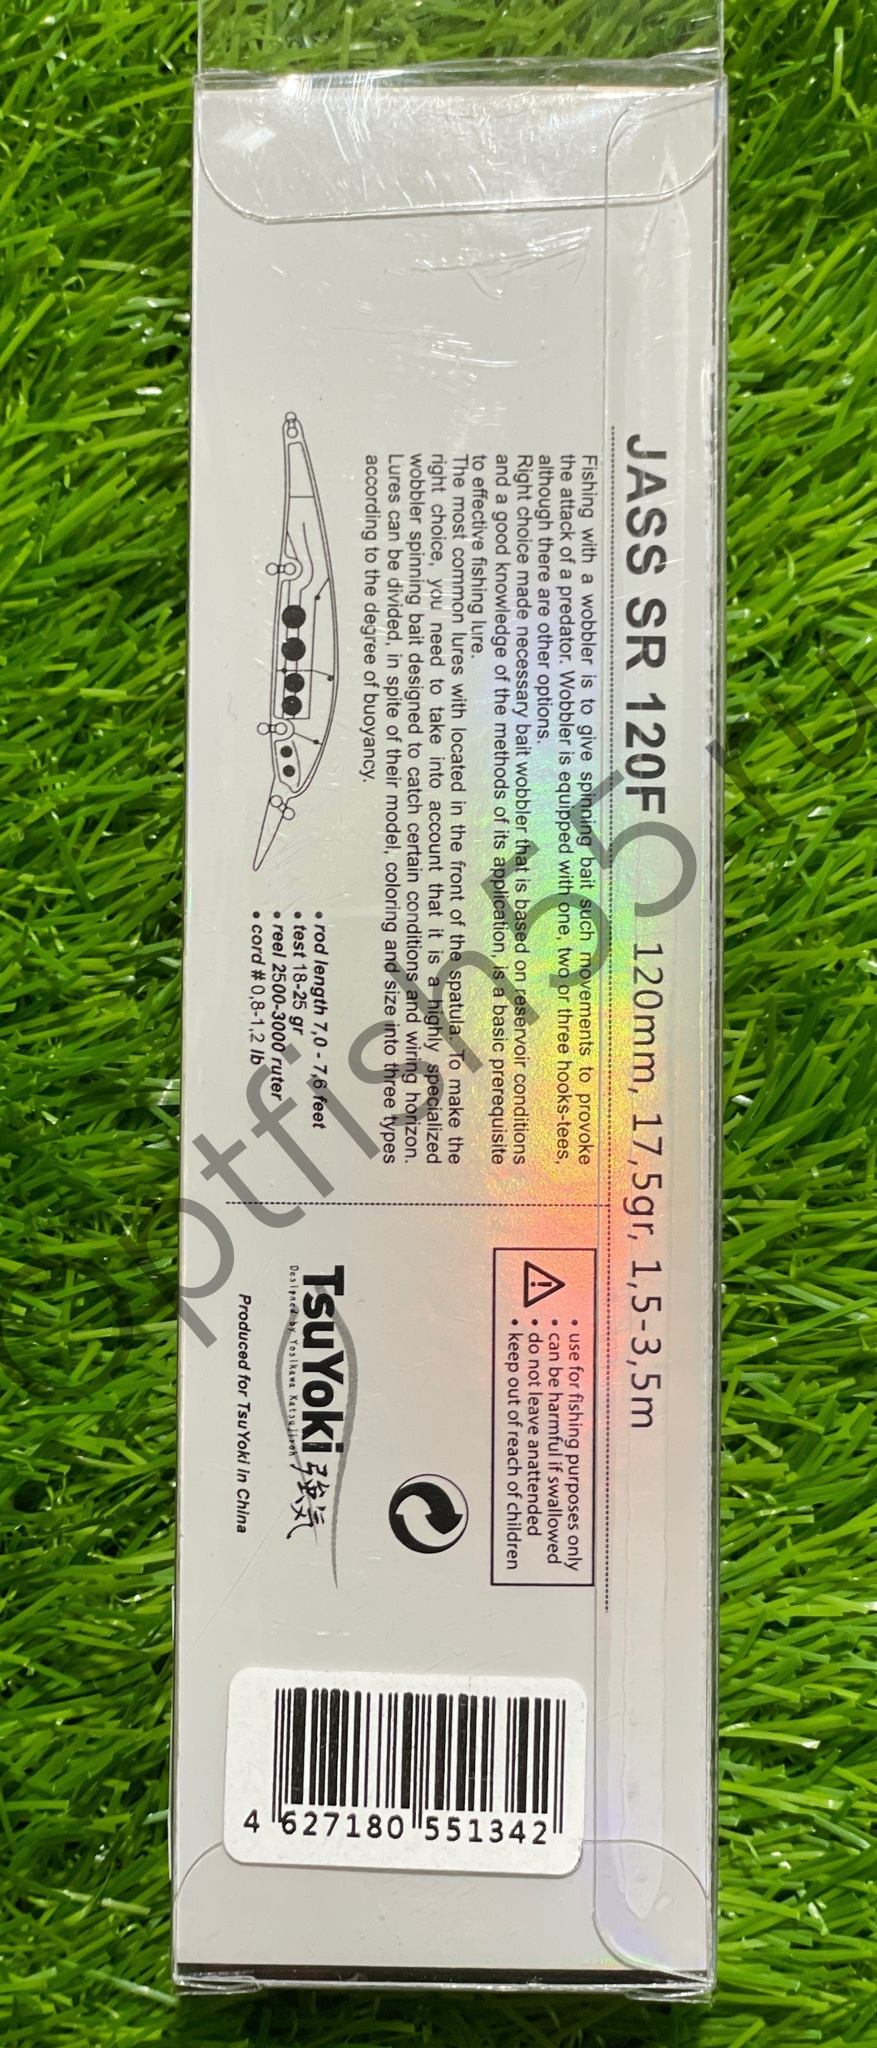 JASS SR 120F 120mm, 17,5gr, 1,5-3,5m
Fishing with a wobbler is to give spinning bait such movements to provoke
the attack of a predator. Wobbler is equipped with one, two or three hooks-tees,
although there are other options.
Right choice made necessary bait wobbler that is based on reservoir conditions
and a good knowledge of the methods of its application, is a basic prerequisite
to effective fishing lure.
The most common lures with located in the front of the spatula. To make the
right choice, you need to take into account that it is a highly specialized
wobbler spinning bait designed to catch certain conditions and wiring horizon.
Lures can be divided, in spite of their model, coloring and size into three types
according to the degree of buoyancy.
• rod length 7,0 - 7,6 feet
• test 18-25 gr
• reel 2500-3000 ruter
• cord # 0,8-1,2 lb
• use for fishing purposes only
• can be harmful if swallowed
• do not leave anattended
• keep out of reach of children
TsuYoki 強気
Designed by Yosikawa
Produced for TsuYoki in China
4 627180 551342
optfish55.ru